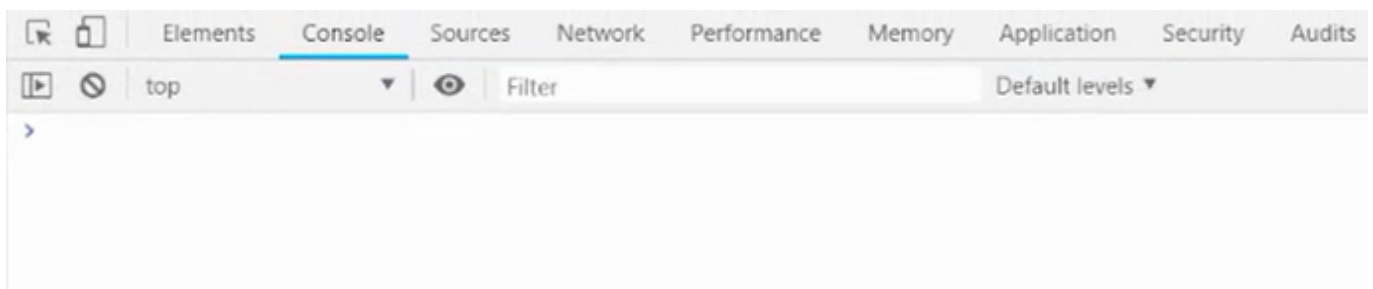 Elements Console Sources Network Performance Memory Application Security Audits
top Filter Default levels